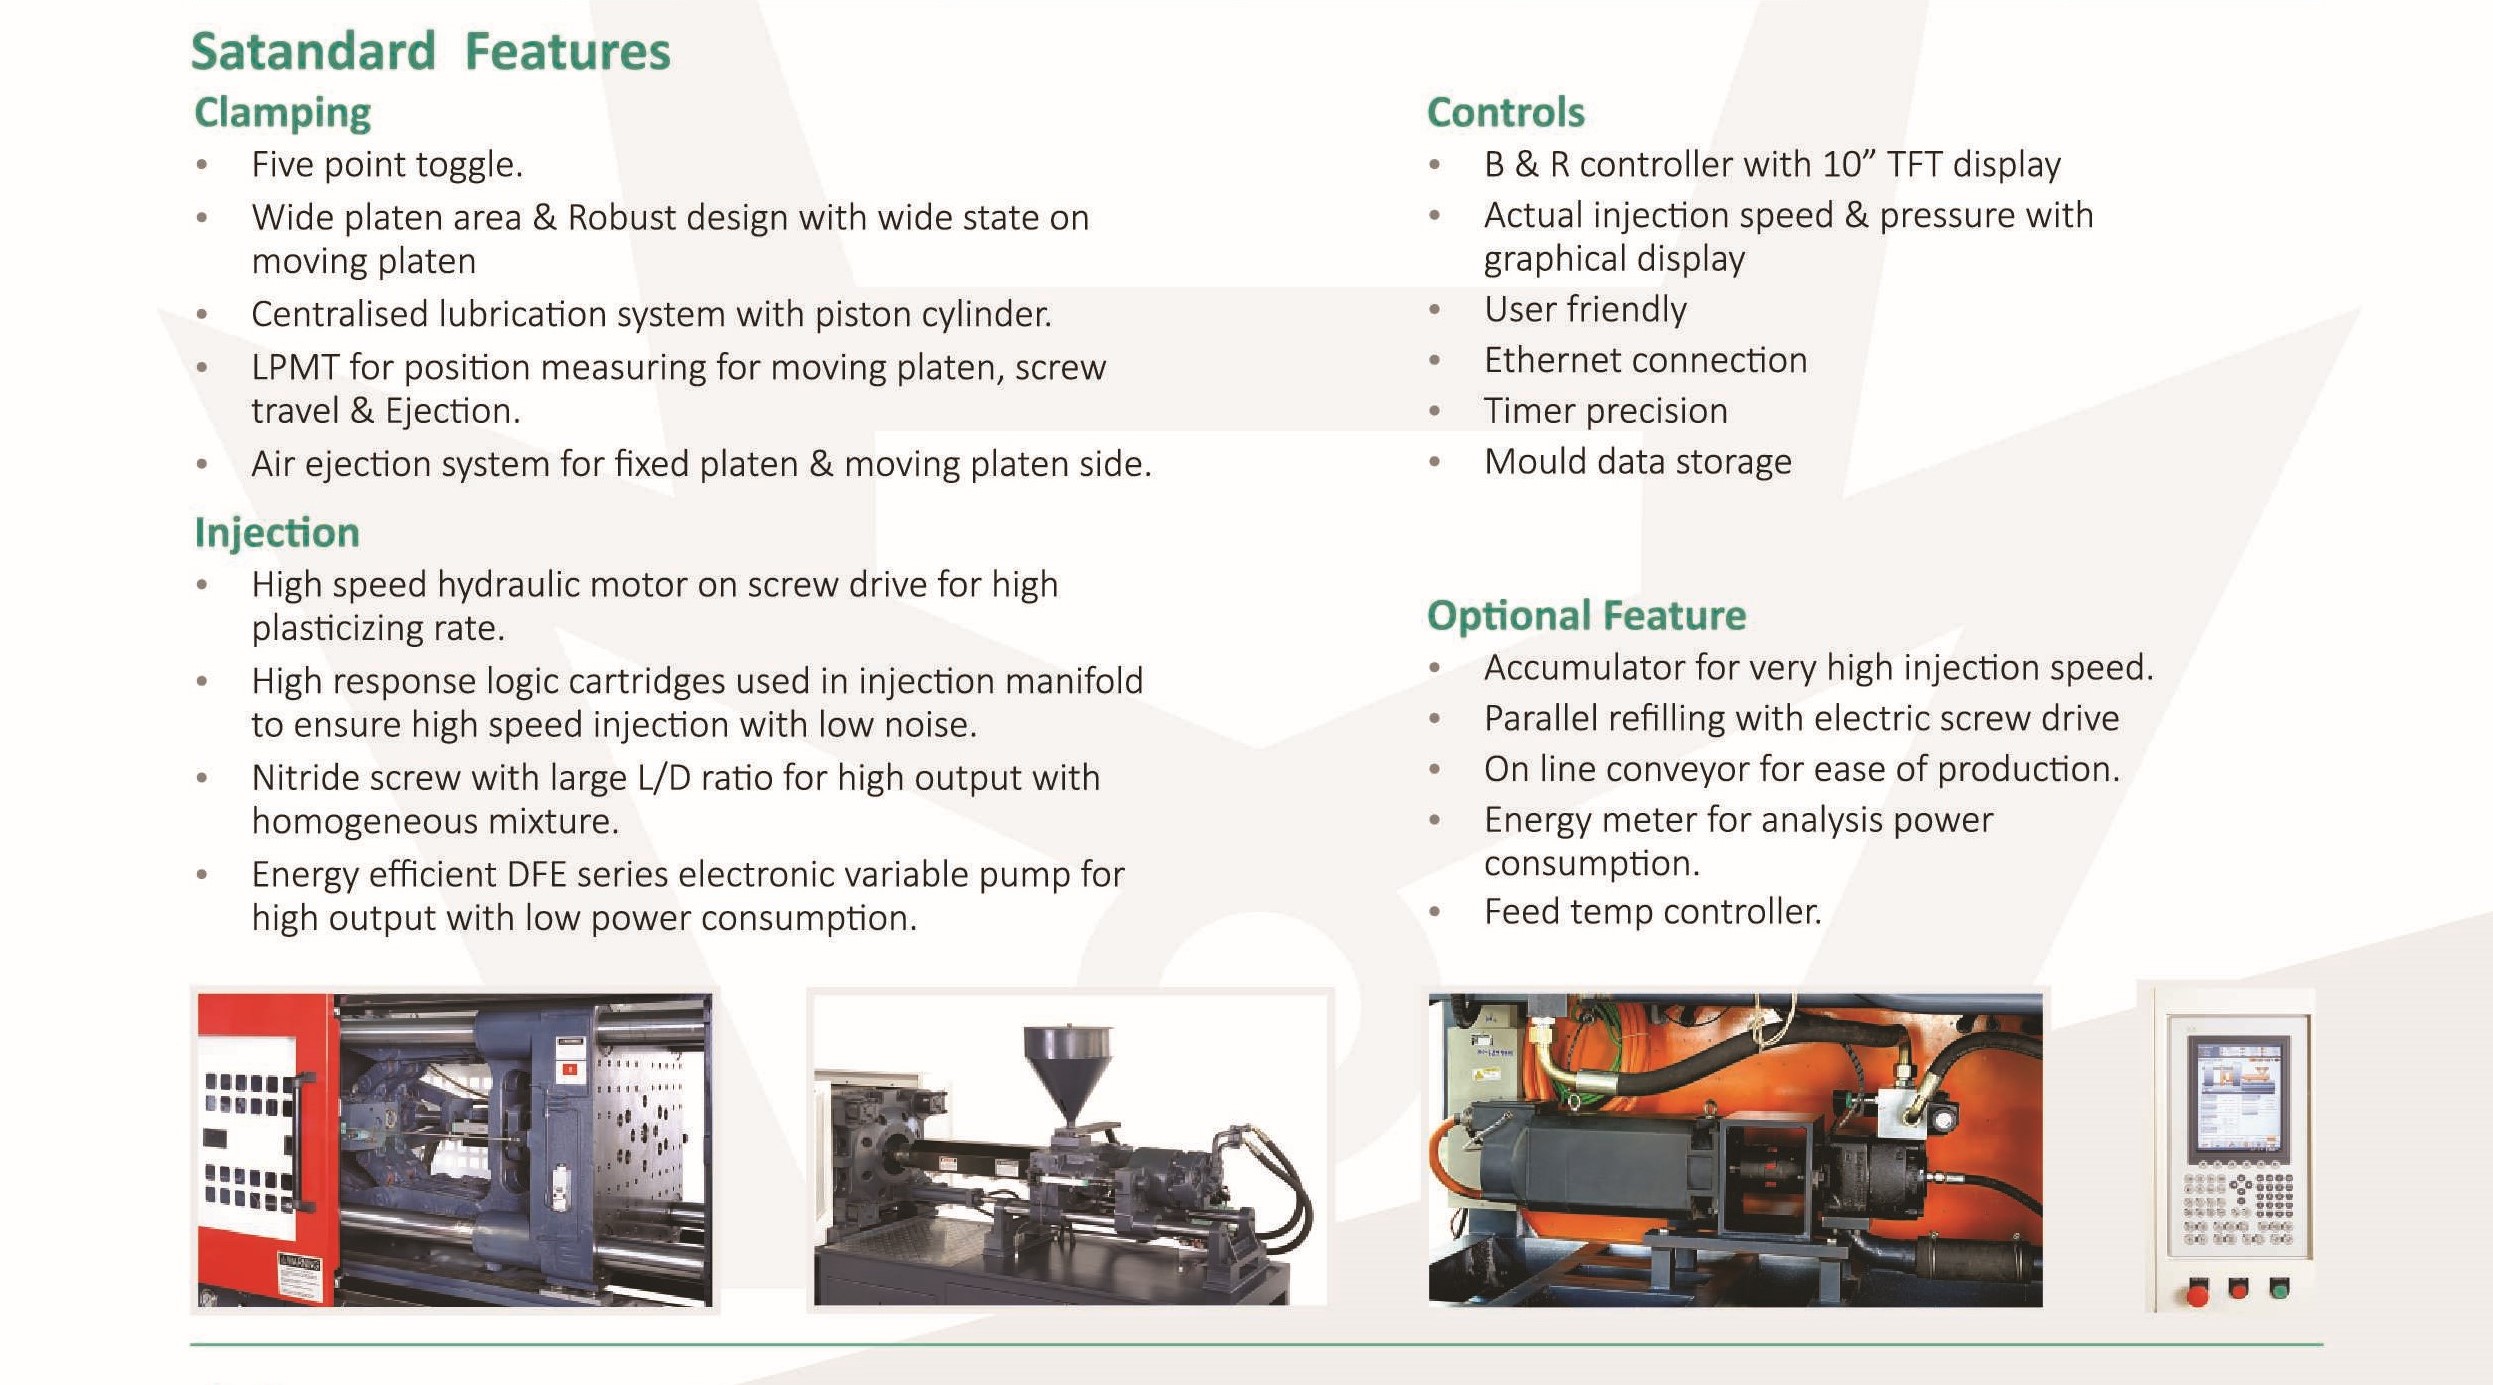 Satandard Features
Clamping
• Five point toggle.
• Wide platen area & Robust design with wide state on
moving platen
• Centralised lubrication system with piston cylinder.
• LPMT for position measuring for moving platen, screw
travel & Ejection.
• Air ejection system for fixed platen & moving platen side.
Injection
• High speed hydraulic motor on screw drive for high
plasticizing rate.
• High response logic cartridges used in injection manifold
to ensure high speed injection with low noise.
• Nitride screw with large L/D ratio for high output with
homogeneous mixture.
• Energy efficient DFE series electronic variable pump for
high output with low power consumption.
Controls
• B & R controller with 10” TFT display
• Actual injection speed & pressure with
graphical display
• User friendly
• Ethernet connection
• Timer precision
• Mould data storage
Optional Feature
• Accumulator for very high injection speed.
• Parallel refilling with electric screw drive
• On line conveyor for ease of production.
• Energy meter for analysis power
consumption.
• Feed temp controller.
WARNING